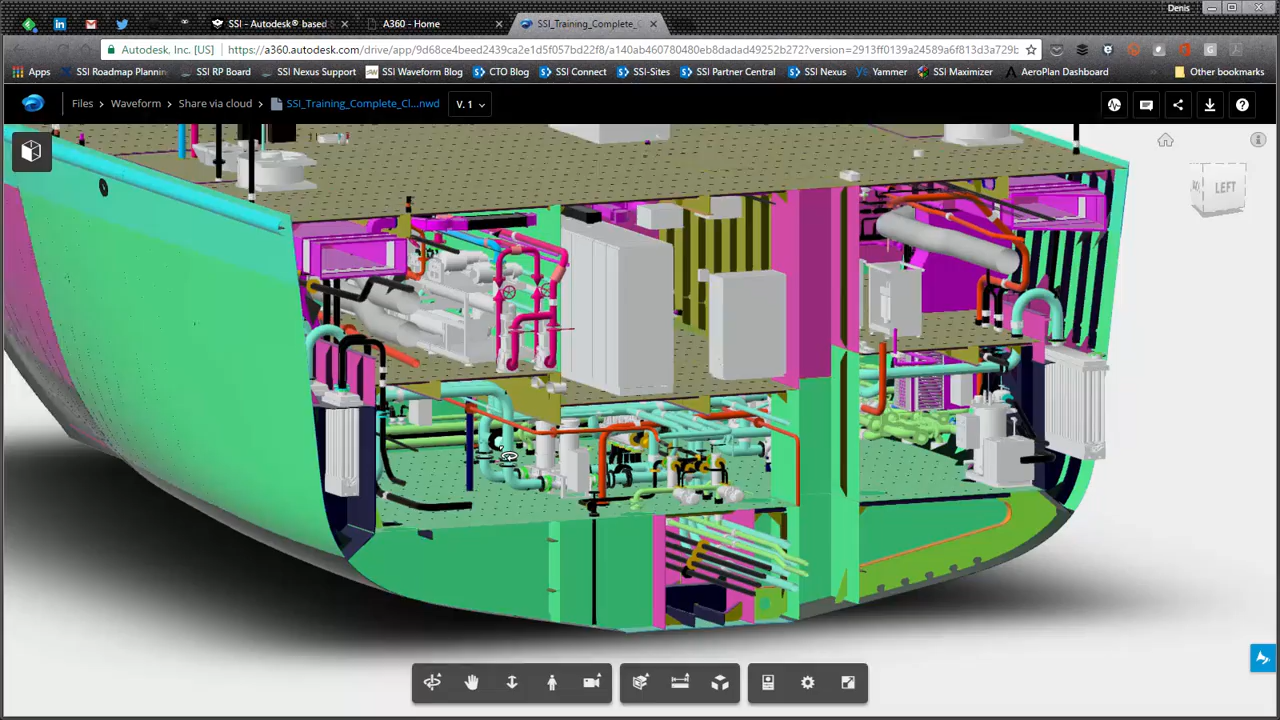 Denis
SSI - Autodesk® based S
A360 - Home
SSI_Training_Complete_C
Autodesk, Inc. [US]
https://a360.autodesk.com/drive/app/9d68ce4beed2439ca2e1d5f057bd22f8/a140ab460780480eb8dadad49252b272?version=2913ff0139a24589a6f813d3a729b
Apps
SSI Roadmap Planning
SSI RP Board
SSI Nexus Support
SSI Waveform Blog
CTO Blog
SSI Connect
SSI-Sites
SSI Partner Central
SSI Nexus
Yammer
SSI Maximizer
AeroPlan Dashboard
Other bookmarks
Files
Waveform
Share via cloud
SSI_Training_Complete_Cl...nwd
V. 1
LEFT